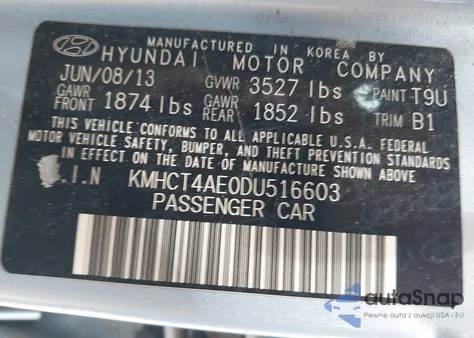 MANUFACTURED IN KOREA BY
HYUNDAI MOTOR COMPANY
JUN/08/13 GVWR 3527 lbs PAINT T9U
GAWR FRONT 1874 lbs GAWR REAR 1852 lbs TRIM B1
THIS VEHICLE CONFORMS TO ALL APPLICABLE U.S.A. FEDERAL
MOTOR VEHICLE SAFETY, BUMPER, AND THEFT PREVENTION STANDARDS
IN EFFECT ON THE DATE OF MANUFACTURE SHOWN ABOVE.
.I.N KMHCT4AE0DU516603
PASSENGER CAR
autoSnap
Pewne auta z aukcji USA i EU